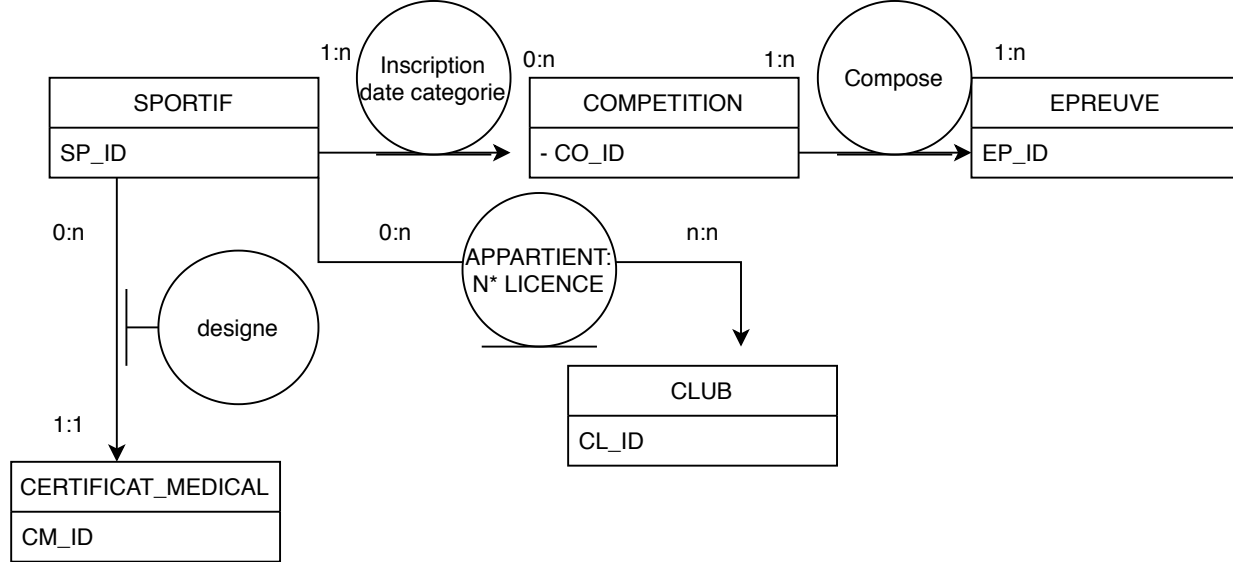 1:n
Inscription
date categorie
0:n
1:n
Compose
1:n
SPORTIF
SP_ID
COMPETITION
- CO_ID
EPREUVE
EP_ID
0:n
0:n
APPARTIENT:
N* LICENCE
n:n
designe
1:1
CLUB
CL_ID
CERTIFICAT_MEDICAL
CM_ID